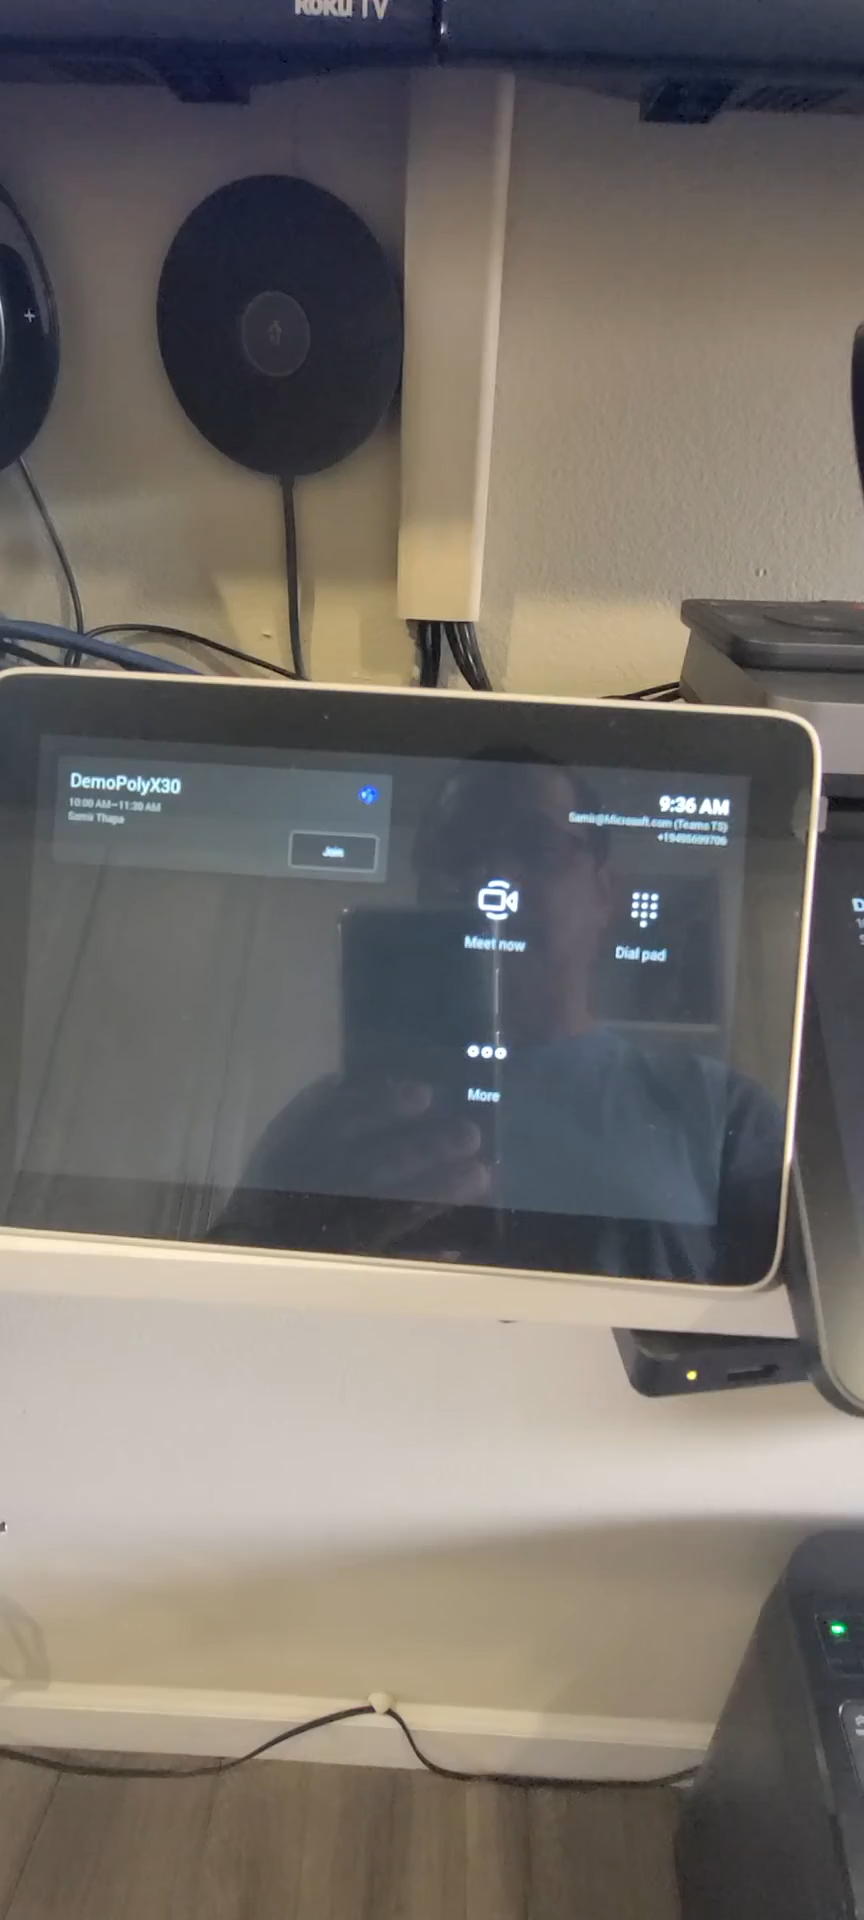 Roku TV
DemoPolyX30
10:00 AM–11:30 AM
Samir Thapa
Join
9:36 AM
Samir@Microsoft.com (Teams TS)
Meet now
Dial pad
More